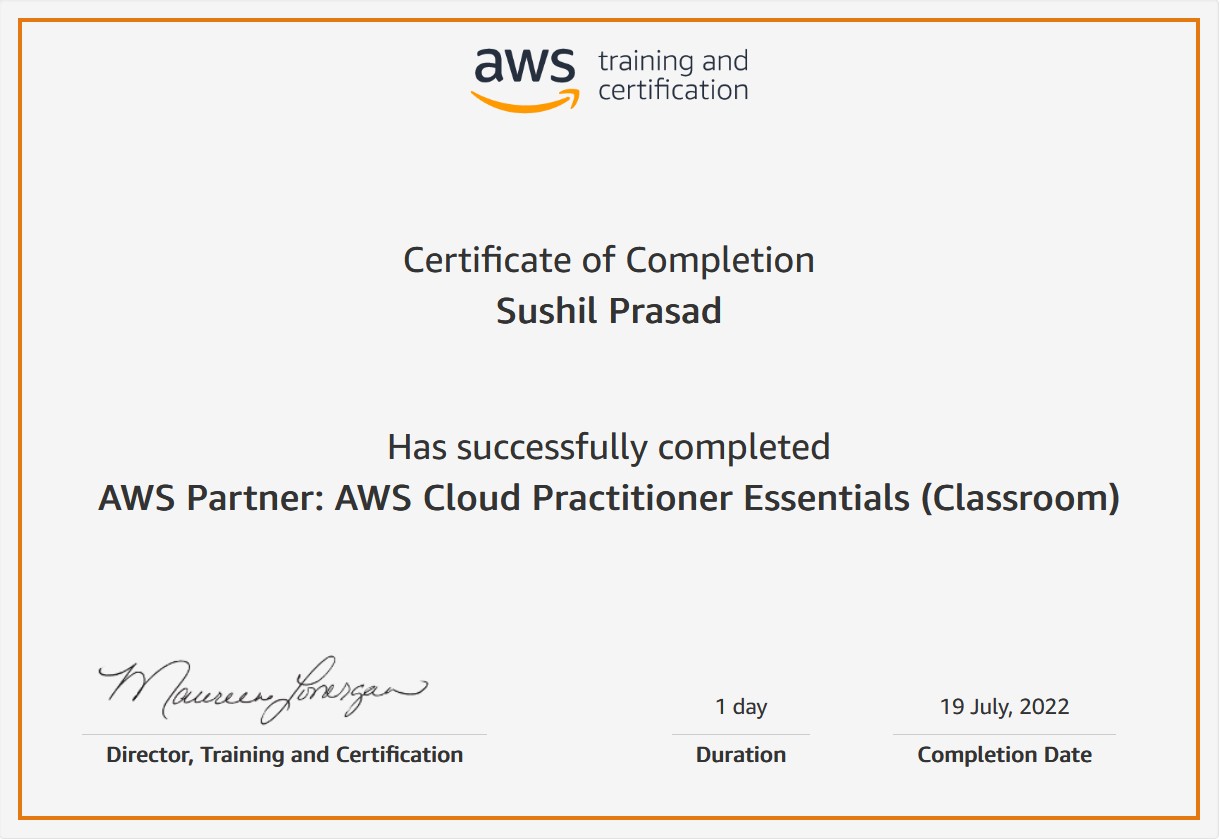 aws training and
certification
Certificate of Completion
Sushil Prasad
Has successfully completed
AWS Partner: AWS Cloud Practitioner Essentials (Classroom)
Maureen Lonergan
1 day
19 July, 2022
Director, Training and Certification
Duration
Completion Date